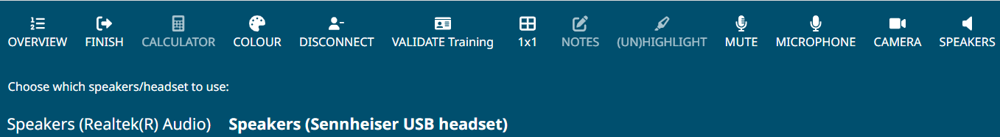 OVERVIEW FINISH CALCULATOR COLOUR DISCONNECT VALIDATE Training 1x1 NOTES (UN)HIGHLIGHT MUTE MICROPHONE CAMERA SPEAKERS
Choose which speakers/headset to use:
Speakers (Realtek(R) Audio) Speakers (Sennheiser USB headset)